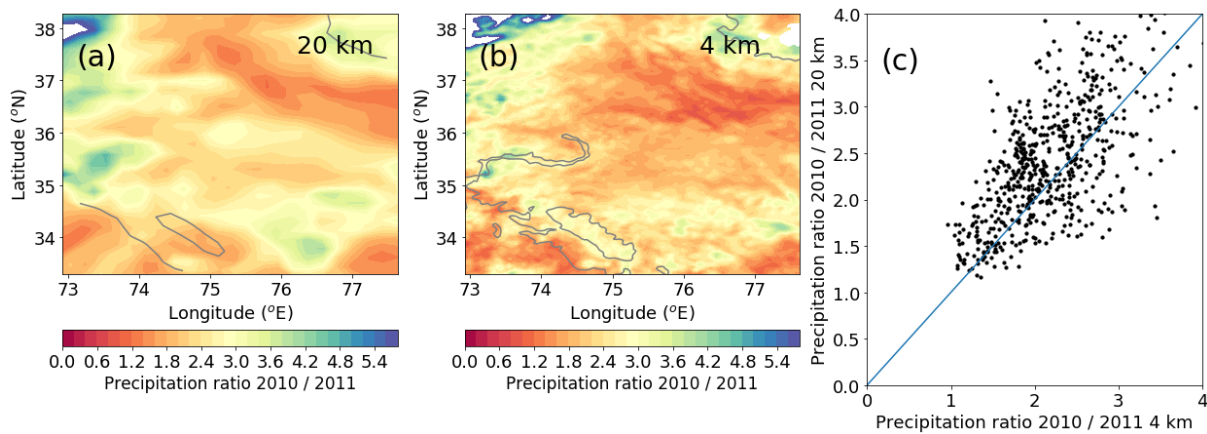 (a)
20 km
38
37
36
35
34
Latitude (°N)
73 74 75 76 77
Longitude (°E)
0.0 0.6 1.2 1.8 2.4 3.0 3.6 4.2 4.8 5.4
Precipitation ratio 2010 / 2011
(b)
4 km
38
37
36
35
34
Latitude (°N)
73 74 75 76 77
Longitude (°E)
0.0 0.6 1.2 1.8 2.4 3.0 3.6 4.2 4.8 5.4
Precipitation ratio 2010 / 2011
(c)
4.0
3.5
3.0
2.5
2.0
1.5
1.0
0.5
0.0
Precipitation ratio 2010 / 2011 20 km
0 1 2 3 4
Precipitation ratio 2010 / 2011 4 km